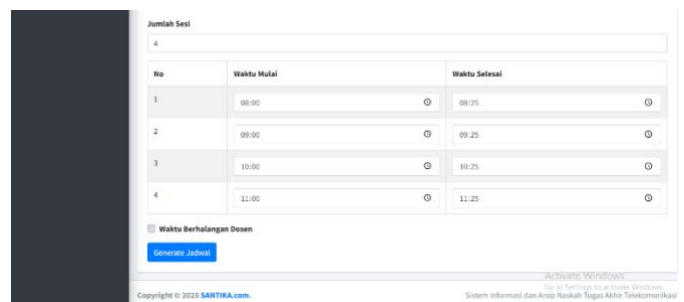 Jumlah Sesi
4
No Waktu Mulai Waktu Selesai
1 08:00 08:25
2 09:00 09:25
3 10:00 10:25
4 11:00 11:25
Waktu Berhalangan Dosen
Generate Jadwal
Activate Windows
Go to Settings to activate Windows.
Copyright © 2025 SANTIKA.com. Sistem Informasi dan Arsip Naskah Tugas Akhir Telekomunikasi